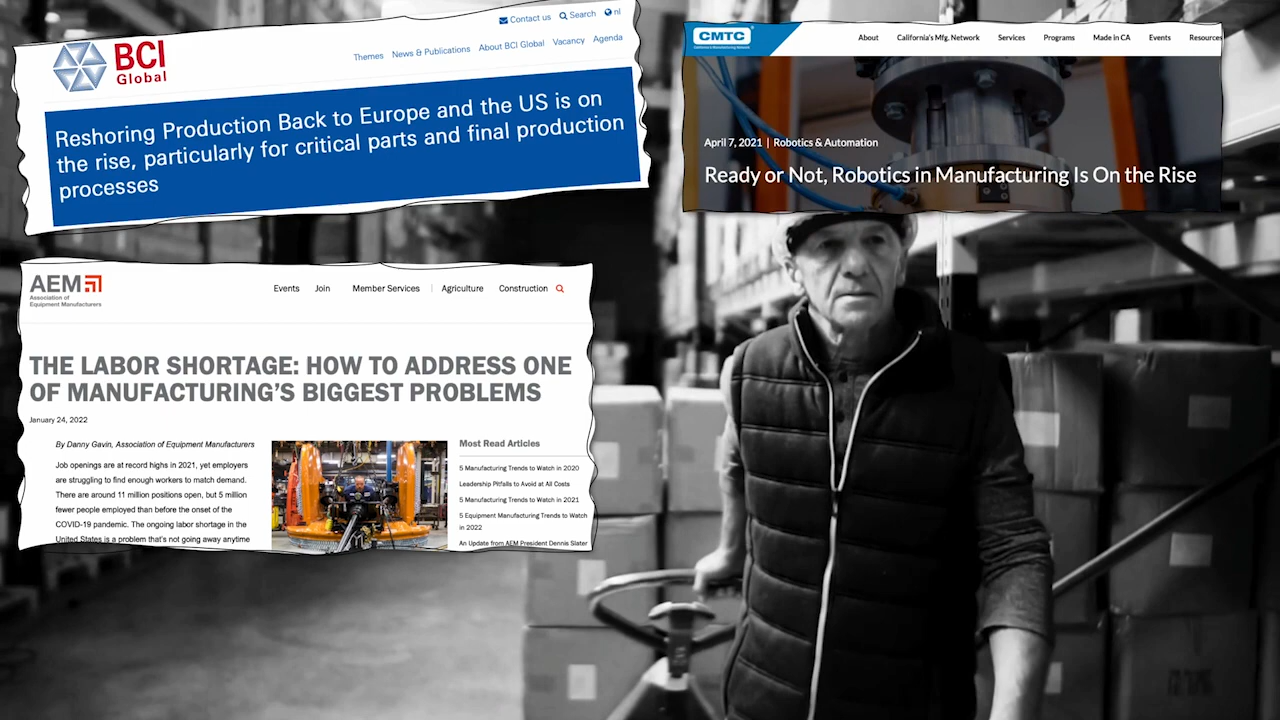 Contact us Search nl
BCI
Global
Themes News & Publications About BCI Global Vacancy Agenda
Reshoring Production Back to Europe and the US is on
the rise, particularly for critical parts and final production
processes
CMTC
California's Manufacturing Network
About California's Mfg. Network Services Programs Made in CA Events Resources
April 7, 2021 | Robotics & Automation
Ready or Not, Robotics in Manufacturing Is On the Rise
AEM
Association of
Equipment Manufacturers
Events Join Member Services | Agriculture Construction
THE LABOR SHORTAGE: HOW TO ADDRESS ONE
OF MANUFACTURING'S BIGGEST PROBLEMS
January 24, 2022
By Danny Gavin, Association of Equipment Manufacturers
Job openings are at record highs in 2021, yet employers
are struggling to find enough workers to match demand.
There are around 11 million positions open, but 5 million
fewer people employed than before the onset of the
COVID-19 pandemic. The ongoing labor shortage in the
United States is a problem that's not going away anytime
Most Read Articles
5 Manufacturing Trends to Watch in 2020
Leadership Pitfalls to Avoid at All Costs
5 Manufacturing Trends to Watch in 2021
5 Equipment Manufacturing Trends to Watch
in 2022
An Update from AEM President Dennis Slater